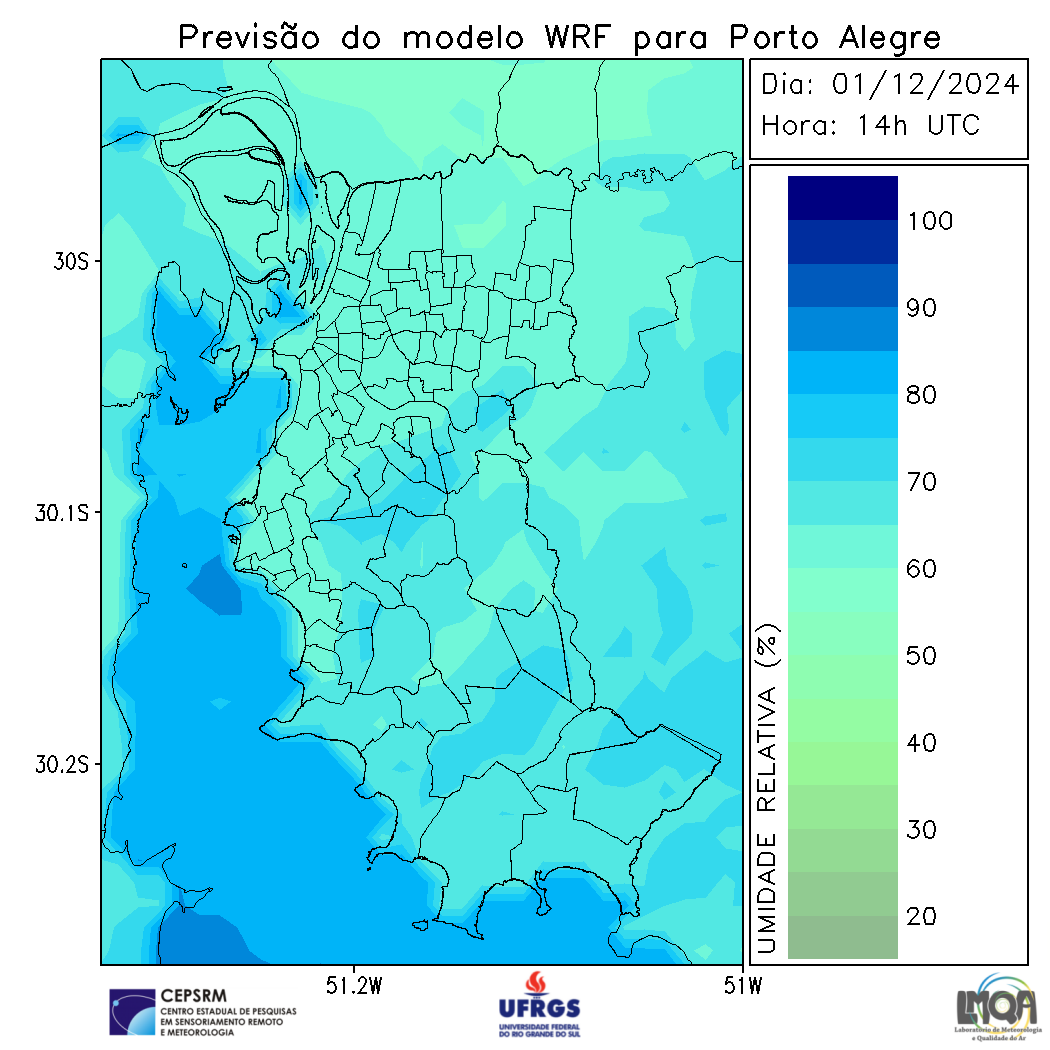 Previsão do modelo WRF para Porto Alegre
Dia: 01/12/2024
Hora: 14h UTC
30S
30.1S
30.2S
51.2W
51W
100
90
80
70
60
50
40
30
20
UMIDADE RELATIVA (%)
CEPSRM
CENTRO ESTADUAL DE PESQUISAS
EM SENSORIAMENTO REMOTO
E METEOROLOGIA
UFRGS
UNIVERSIDADE FEDERAL
DO RIO GRANDE DO SUL
LMQA
Laboratório de Meteorologia
e Qualidade do Ar